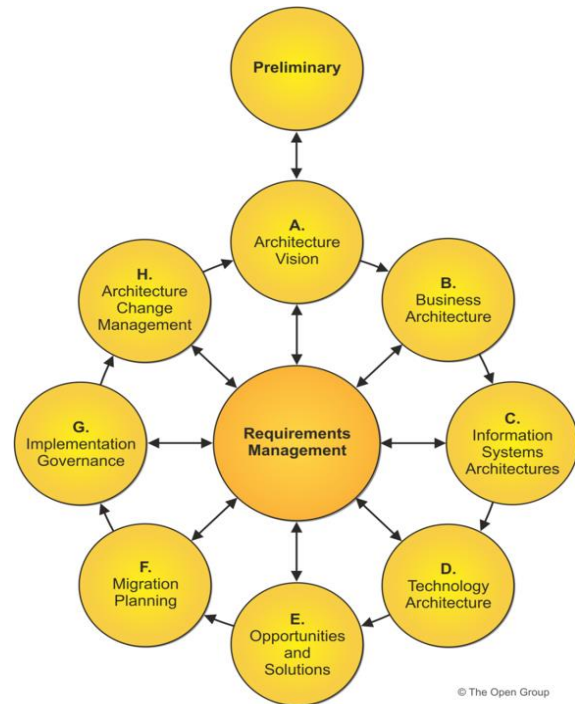 Preliminary
A.
Architecture
Vision
B.
Business
Architecture
C.
Information
Systems
Architectures
D.
Technology
Architecture
E.
Opportunities
and
Solutions
F.
Migration
Planning
G.
Implementation
Governance
H.
Architecture
Change
Management
Requirements
Management
© The Open Group